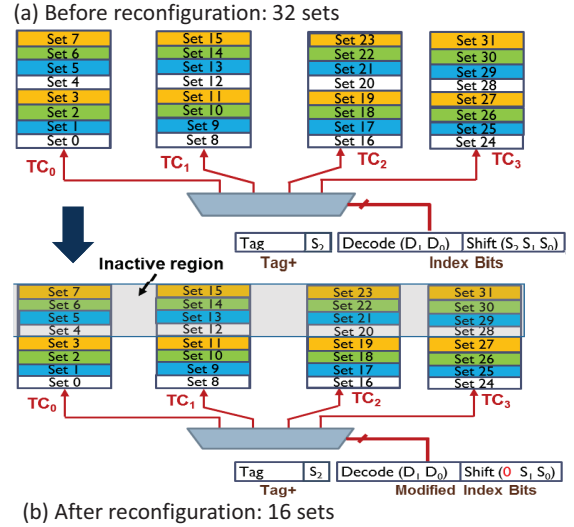 (a) Before reconfiguration: 32 sets
Set 7 Set 15 Set 23 Set 31
Set 6 Set 14 Set 22 Set 30
Set 5 Set 13 Set 21 Set 29
Set 4 Set 12 Set 20 Set 28
Set 3 Set 11 Set 19 Set 27
Set 2 Set 10 Set 18 Set 26
Set 1 Set 9 Set 17 Set 25
Set 0 Set 8 Set 16 Set 24
TC₀ TC₁ TC₂ TC₃
Tag S₂ Decode (D₁ D₀) Shift (S₂ S₁ S₀)
Tag+ Index Bits
Inactive region
Set 7 Set 15 Set 23 Set 31
Set 6 Set 14 Set 22 Set 30
Set 5 Set 13 Set 21 Set 29
Set 4 Set 12 Set 20 Set 28
Set 3 Set 11 Set 19 Set 27
Set 2 Set 10 Set 18 Set 26
Set 1 Set 9 Set 17 Set 25
Set 0 Set 8 Set 16 Set 24
TC₀ TC₁ TC₂ TC₃
Tag S₂ Decode (D₁ D₀) Shift (0 S₁ S₀)
Tag+ Modified Index Bits
(b) After reconfiguration: 16 sets